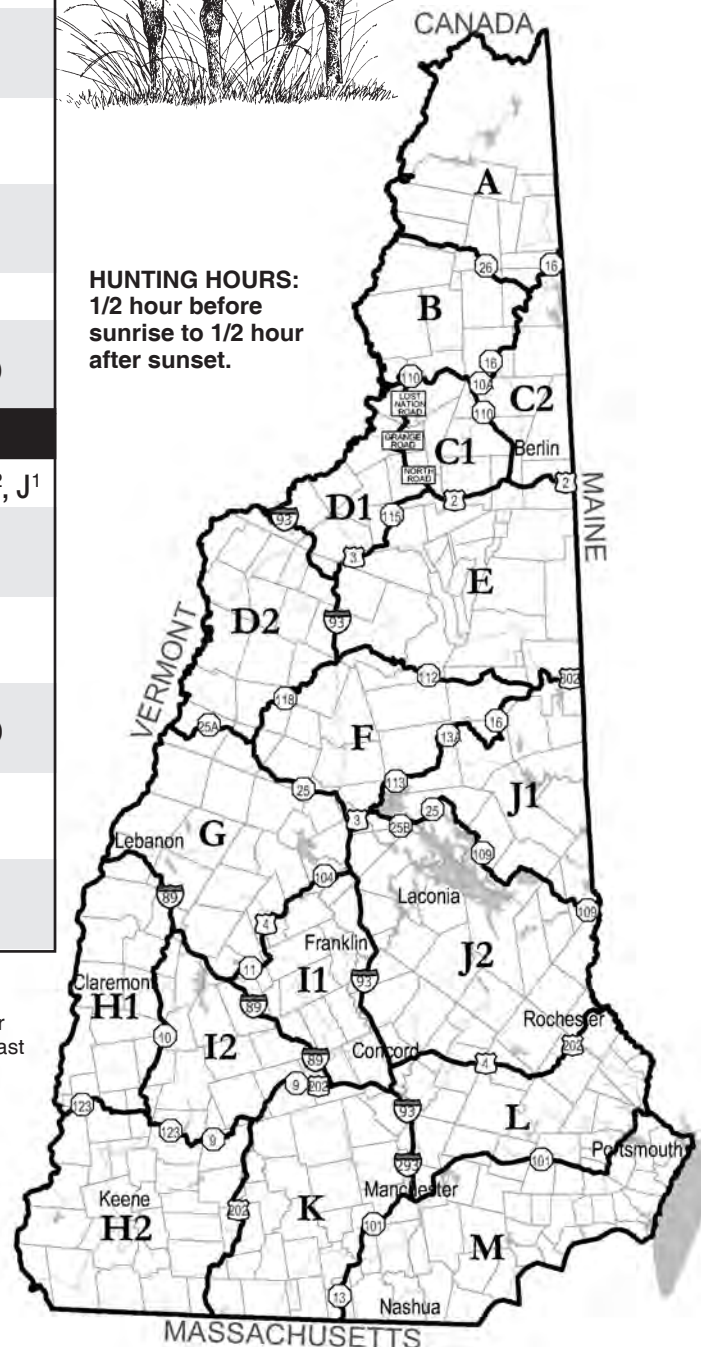 CANADA
A
HUNTING HOURS:
1/2 hour before
sunrise to 1/2 hour
after sunset.
26
16
B
16
110
10A
C2
LOST
NATION
ROAD
110
GRANGE
ROAD
C1
Berlin
NORTH
ROAD
2
2
MAINE
, J1
D1
115
93
3
E
D2
93
VERMONT
112
302
118
25A
F
16
13A
113
25
J1
3
25B
25
G
109
Lebanon
104
Laconia
89
109
4
Franklin
J2
11
I1
93
Claremont
H1
89
10
I2
Rochester
202
Concord
89
4
9
202
123
93
L
123
9
Portsmouth
101
293
Keene
Manchester
H2
202
K
101
M
13
Nashua
MASSACHUSETTS